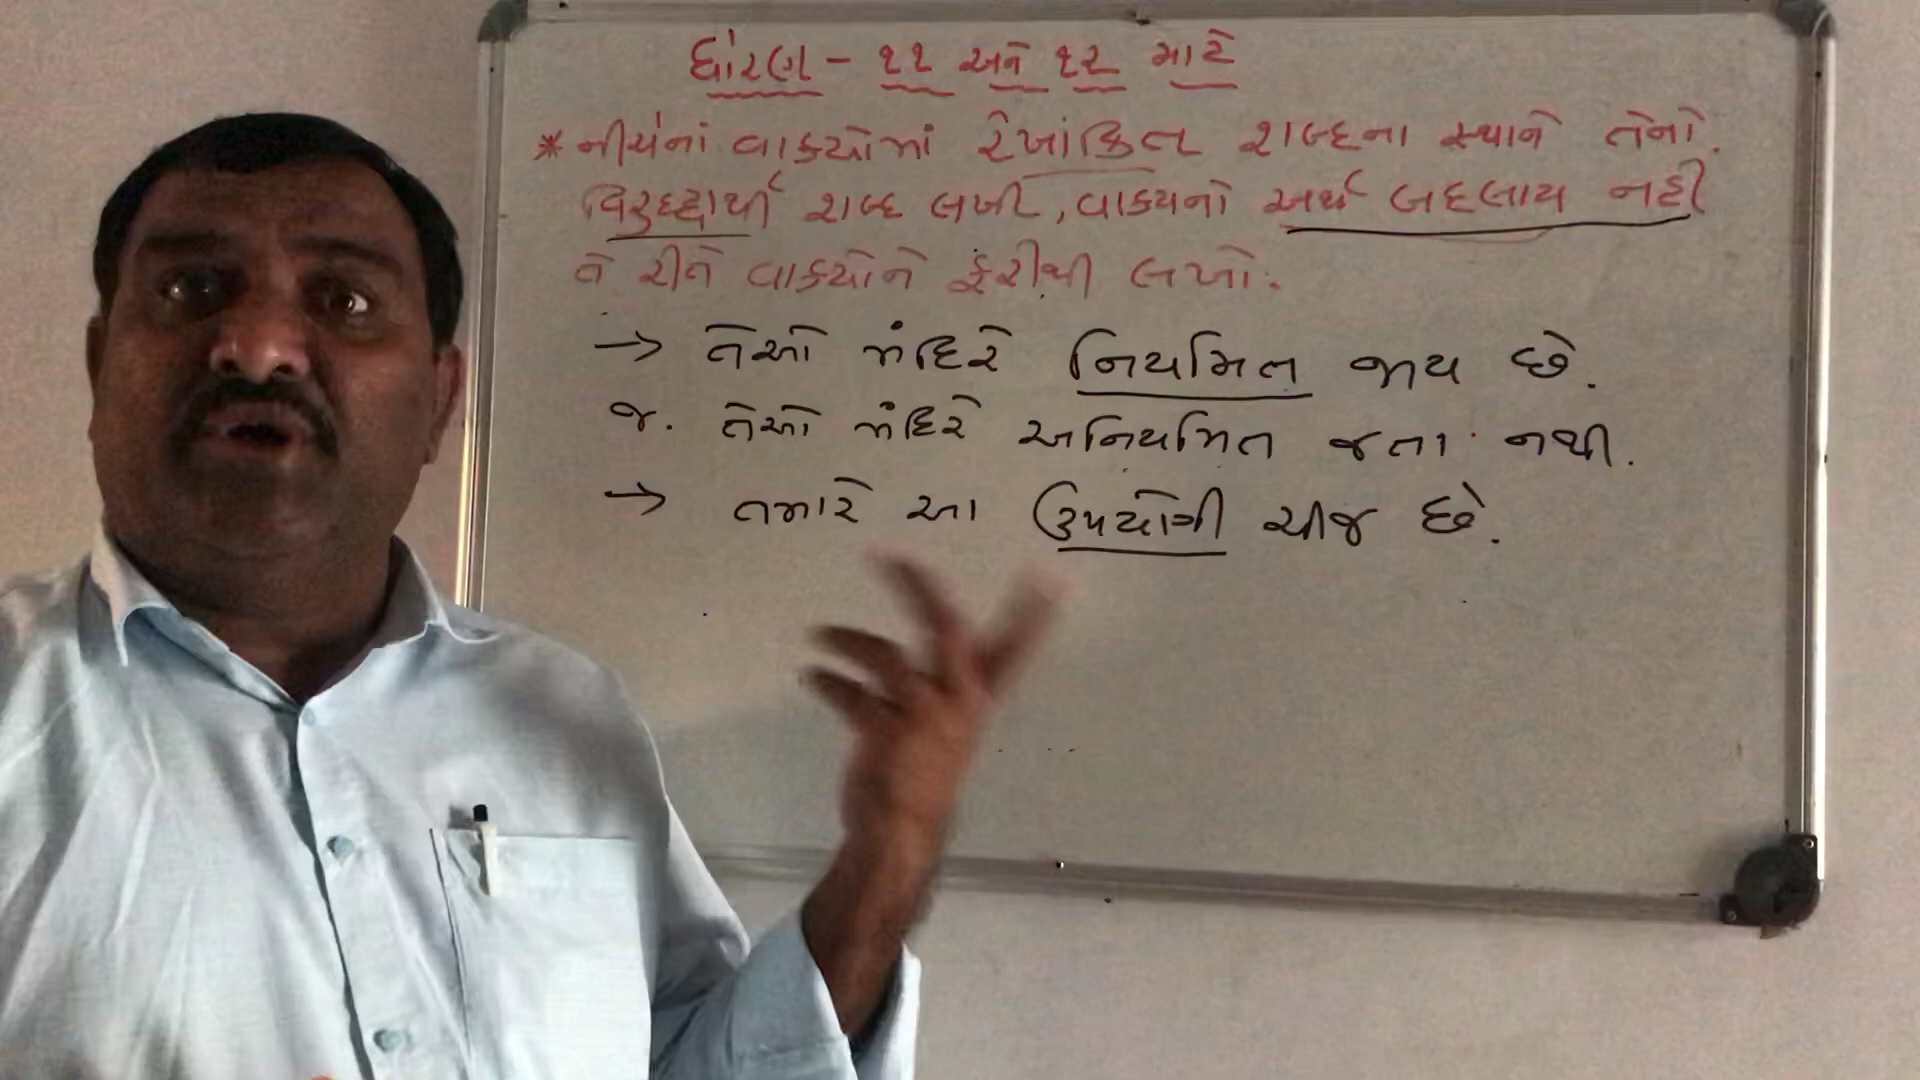 ધોરણ - ૧૧ અને ૧૨ માટે
* નીચેનાં વાક્યોમાં રેખાંકિત શબ્દના સ્થાને તેનો
વિરુદ્ધાર્થી શબ્દ લખી, વાક્યનો અર્થ બદલાય નહી
તે રીતે વાક્યોને ફેરીથી લખો.
→ તેઓ મંદિરે નિયમિત જાય છે.
જ. તેઓ મંદિરે અનિયમિત જતા નથી.
→ તમારે આ ઉપયોગી ચીજ છે.